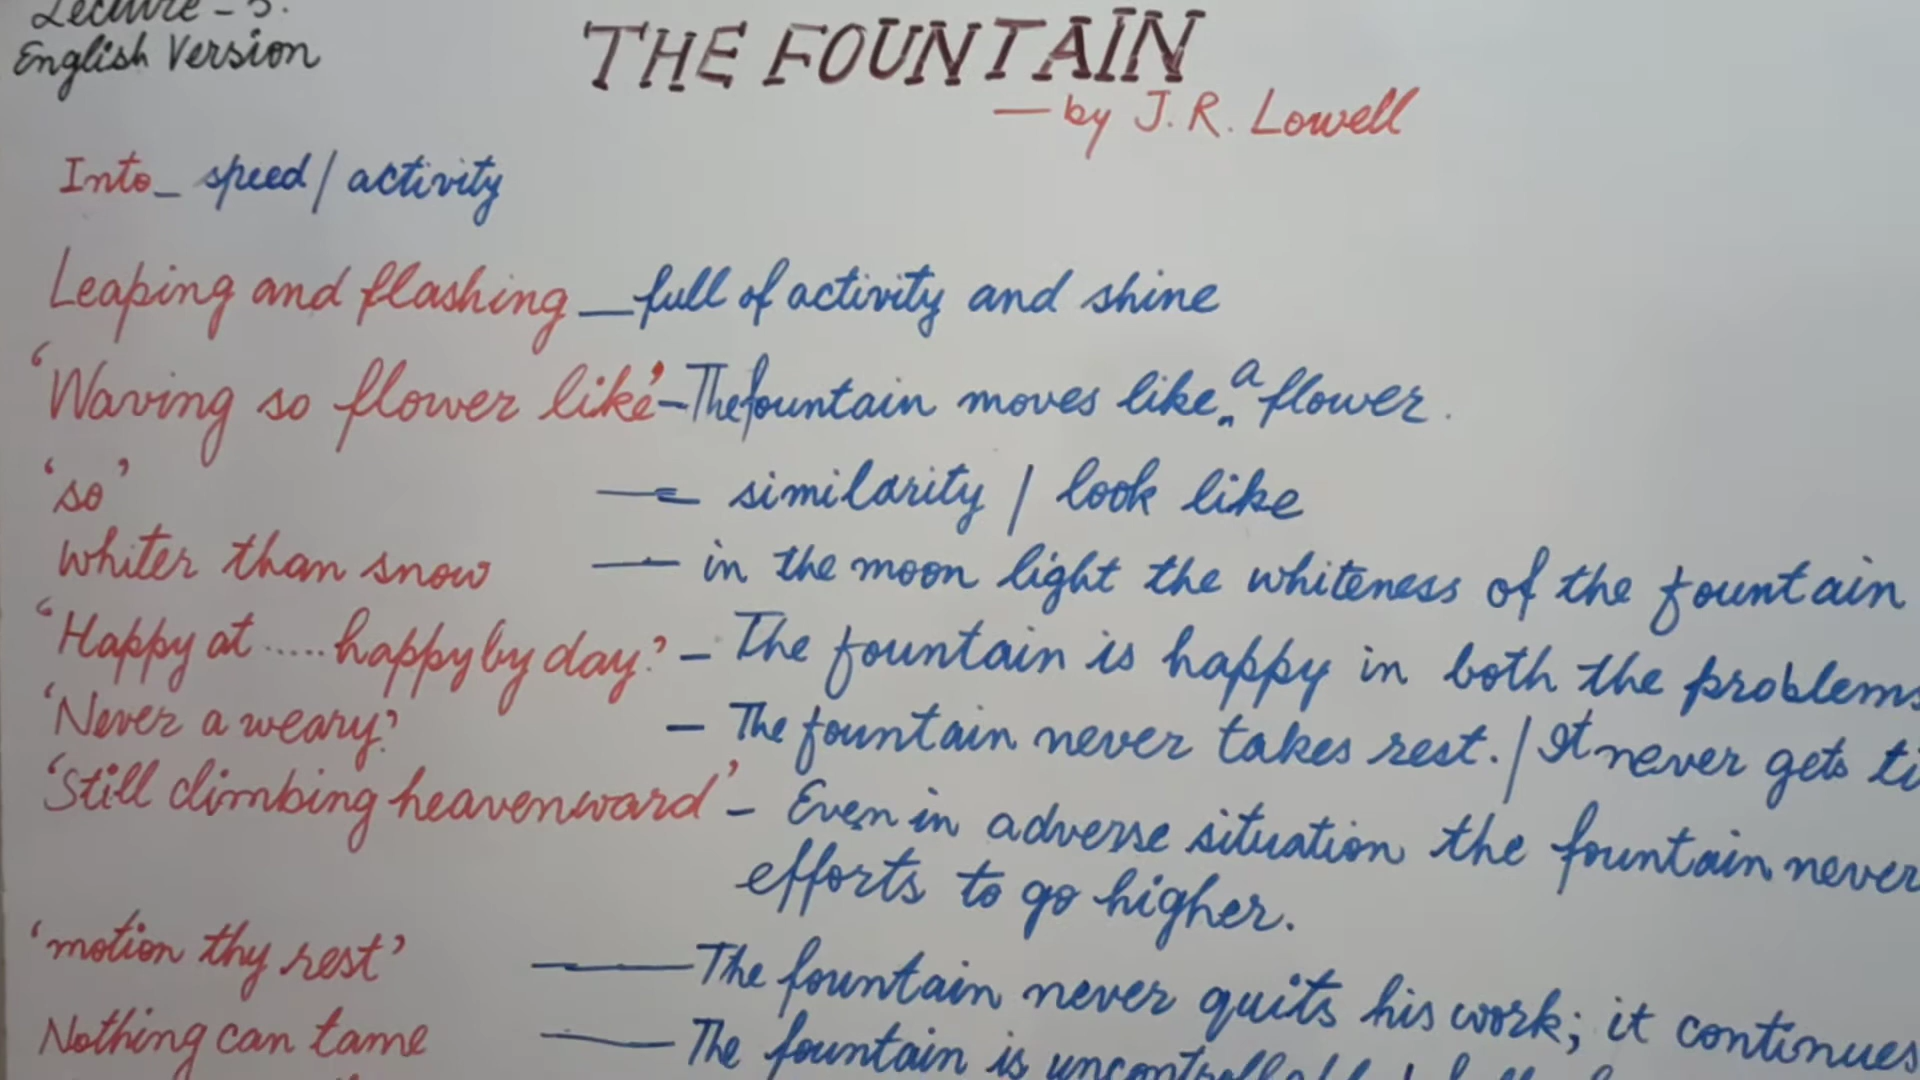 Lecture - 3.
English Version
THE FOUNTAIN
— by J. R. Lowell
Into_ speed / activity
Leaping and flashing — full of activity and shine
'Waving so flower like' - The fountain moves like a flower.
'so' — similarity / look like
whiter than snow — in the moon light the whiteness of the fountain
'Happy at ..... happy by day.' - The fountain is happy in both the problems
'Never a weary.' - The fountain never takes rest. / It never gets ti
'Still climbing heavenward' - Even in adverse situation the fountain never
efforts to go higher.
'motion thy rest' — The fountain never quits his work; it continues
Nothing can tame — The fountain is